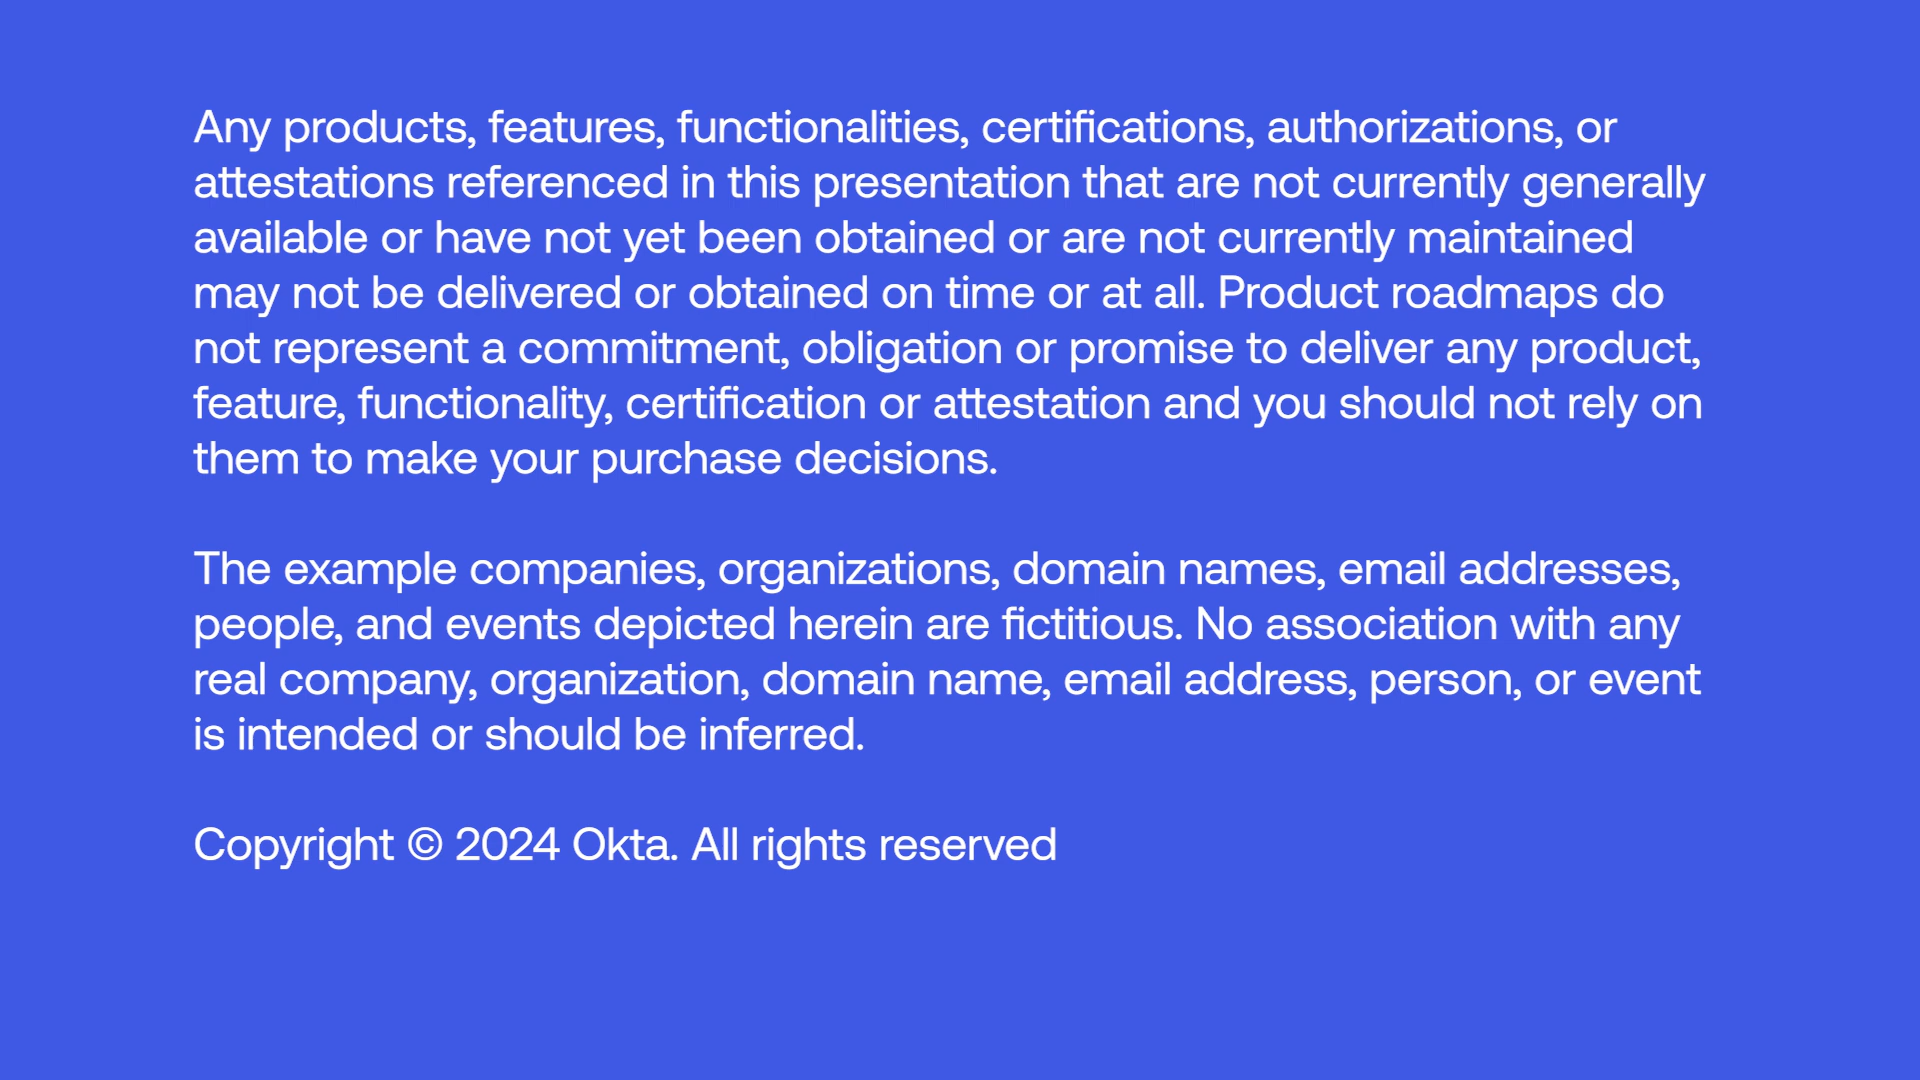 Any products, features, functionalities, certifications, authorizations, or
attestations referenced in this presentation that are not currently generally
available or have not yet been obtained or are not currently maintained
may not be delivered or obtained on time or at all. Product roadmaps do
not represent a commitment, obligation or promise to deliver any product,
feature, functionality, certification or attestation and you should not rely on
them to make your purchase decisions.
The example companies, organizations, domain names, email addresses,
people, and events depicted herein are fictitious. No association with any
real company, organization, domain name, email address, person, or event
is intended or should be inferred.
Copyright © 2024 Okta. All rights reserved